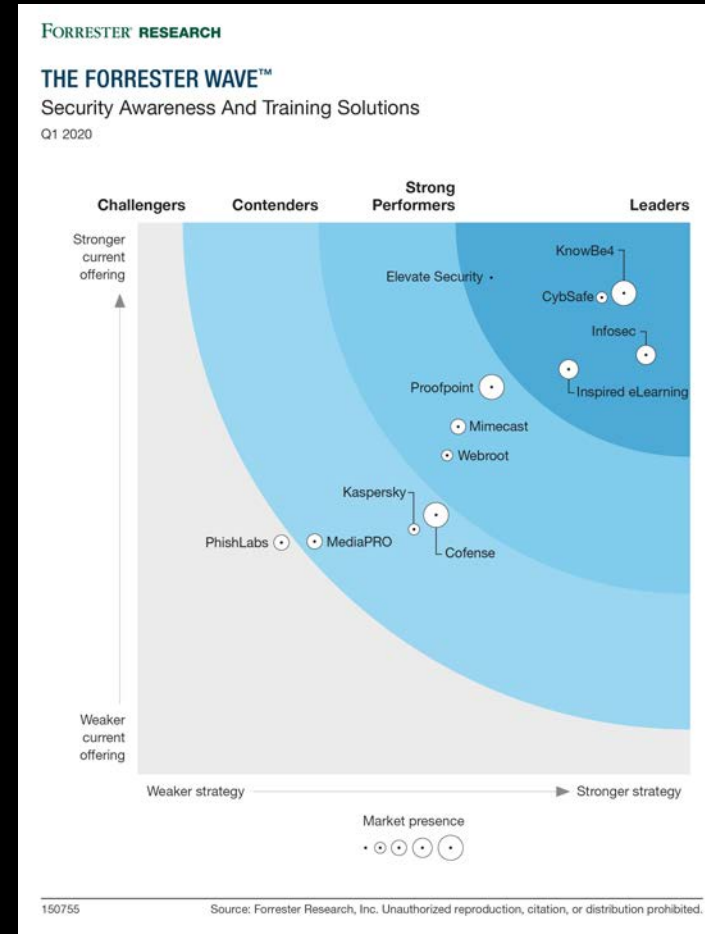 FORRESTER® RESEARCH
THE FORRESTER WAVE™
Security Awareness And Training Solutions
Q1 2020
Challengers
Contenders
Strong
Performers
Leaders
Stronger
current
offering
KnowBe4
Elevate Security
CybSafe
Infosec
Proofpoint
Inspired eLearning
Mimecast
Webroot
Kaspersky
PhishLabs
MediaPRO
Cofense
Weaker
current
offering
Weaker strategy
Stronger strategy
Market presence
150755
Source: Forrester Research, Inc. Unauthorized reproduction, citation, or distribution prohibited.